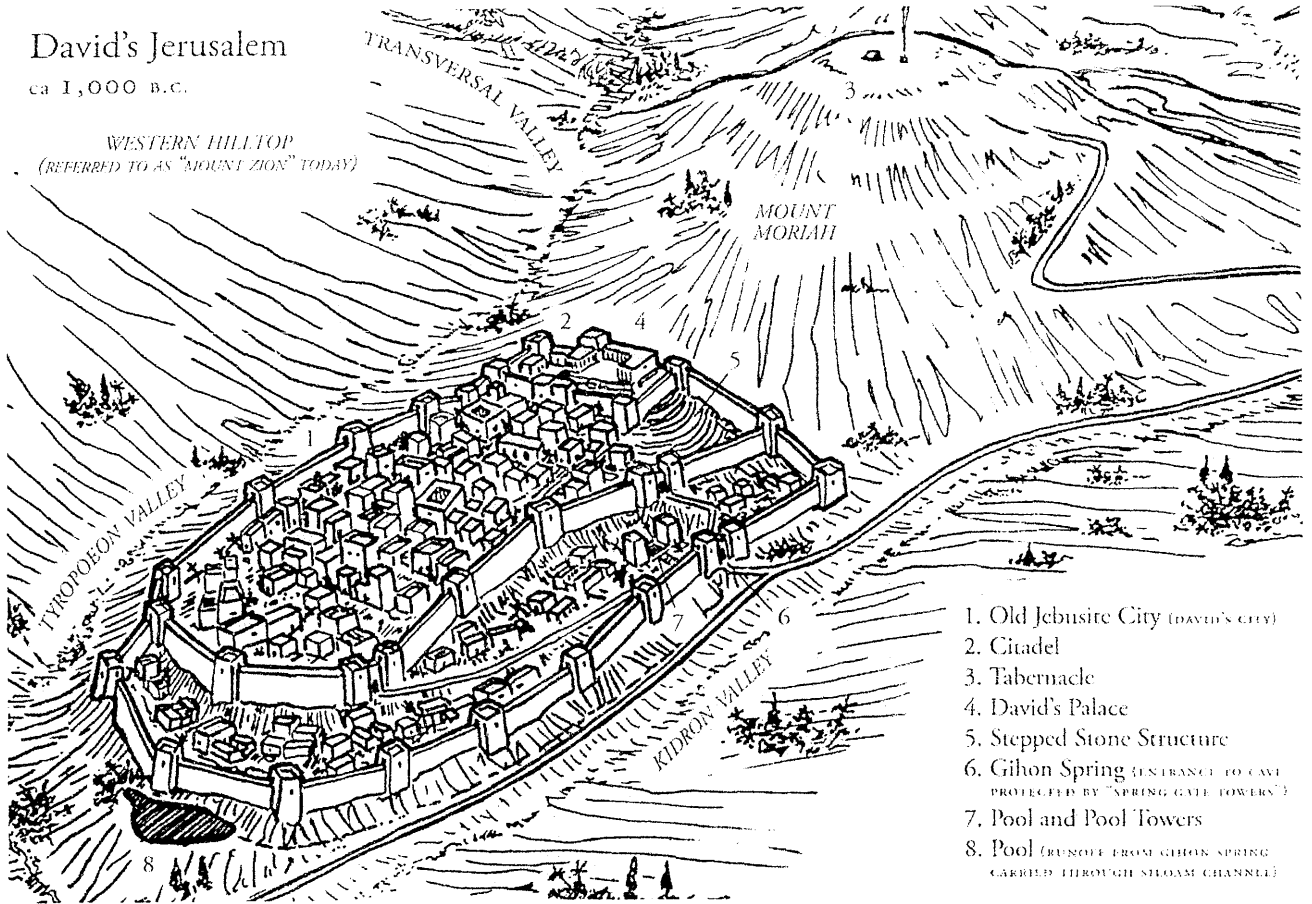 David's Jerusalem
ca 1,000 B.C.
TRANSVERSAL VALLEY
WESTERN HILLTOP
(REFERRED TO AS "MOUNT ZION" TODAY)
3
MOUNT
MORIAH
2
4
5
1
TYROPOEON VALLEY
7
6
KIDRON VALLEY
8
1. Old Jebusite City (DAVID'S CITY)
2. Citadel
3. Tabernacle
4. David's Palace
5. Stepped Stone Structure
6. Gihon Spring (ENTRANCE TO CAVE
PROTECTED BY "SPRING GATE TOWERS")
7. Pool and Pool Towers
8. Pool (RUNOFF FROM GIHON SPRING
CARRIED THROUGH SILOAM CHANNEL)